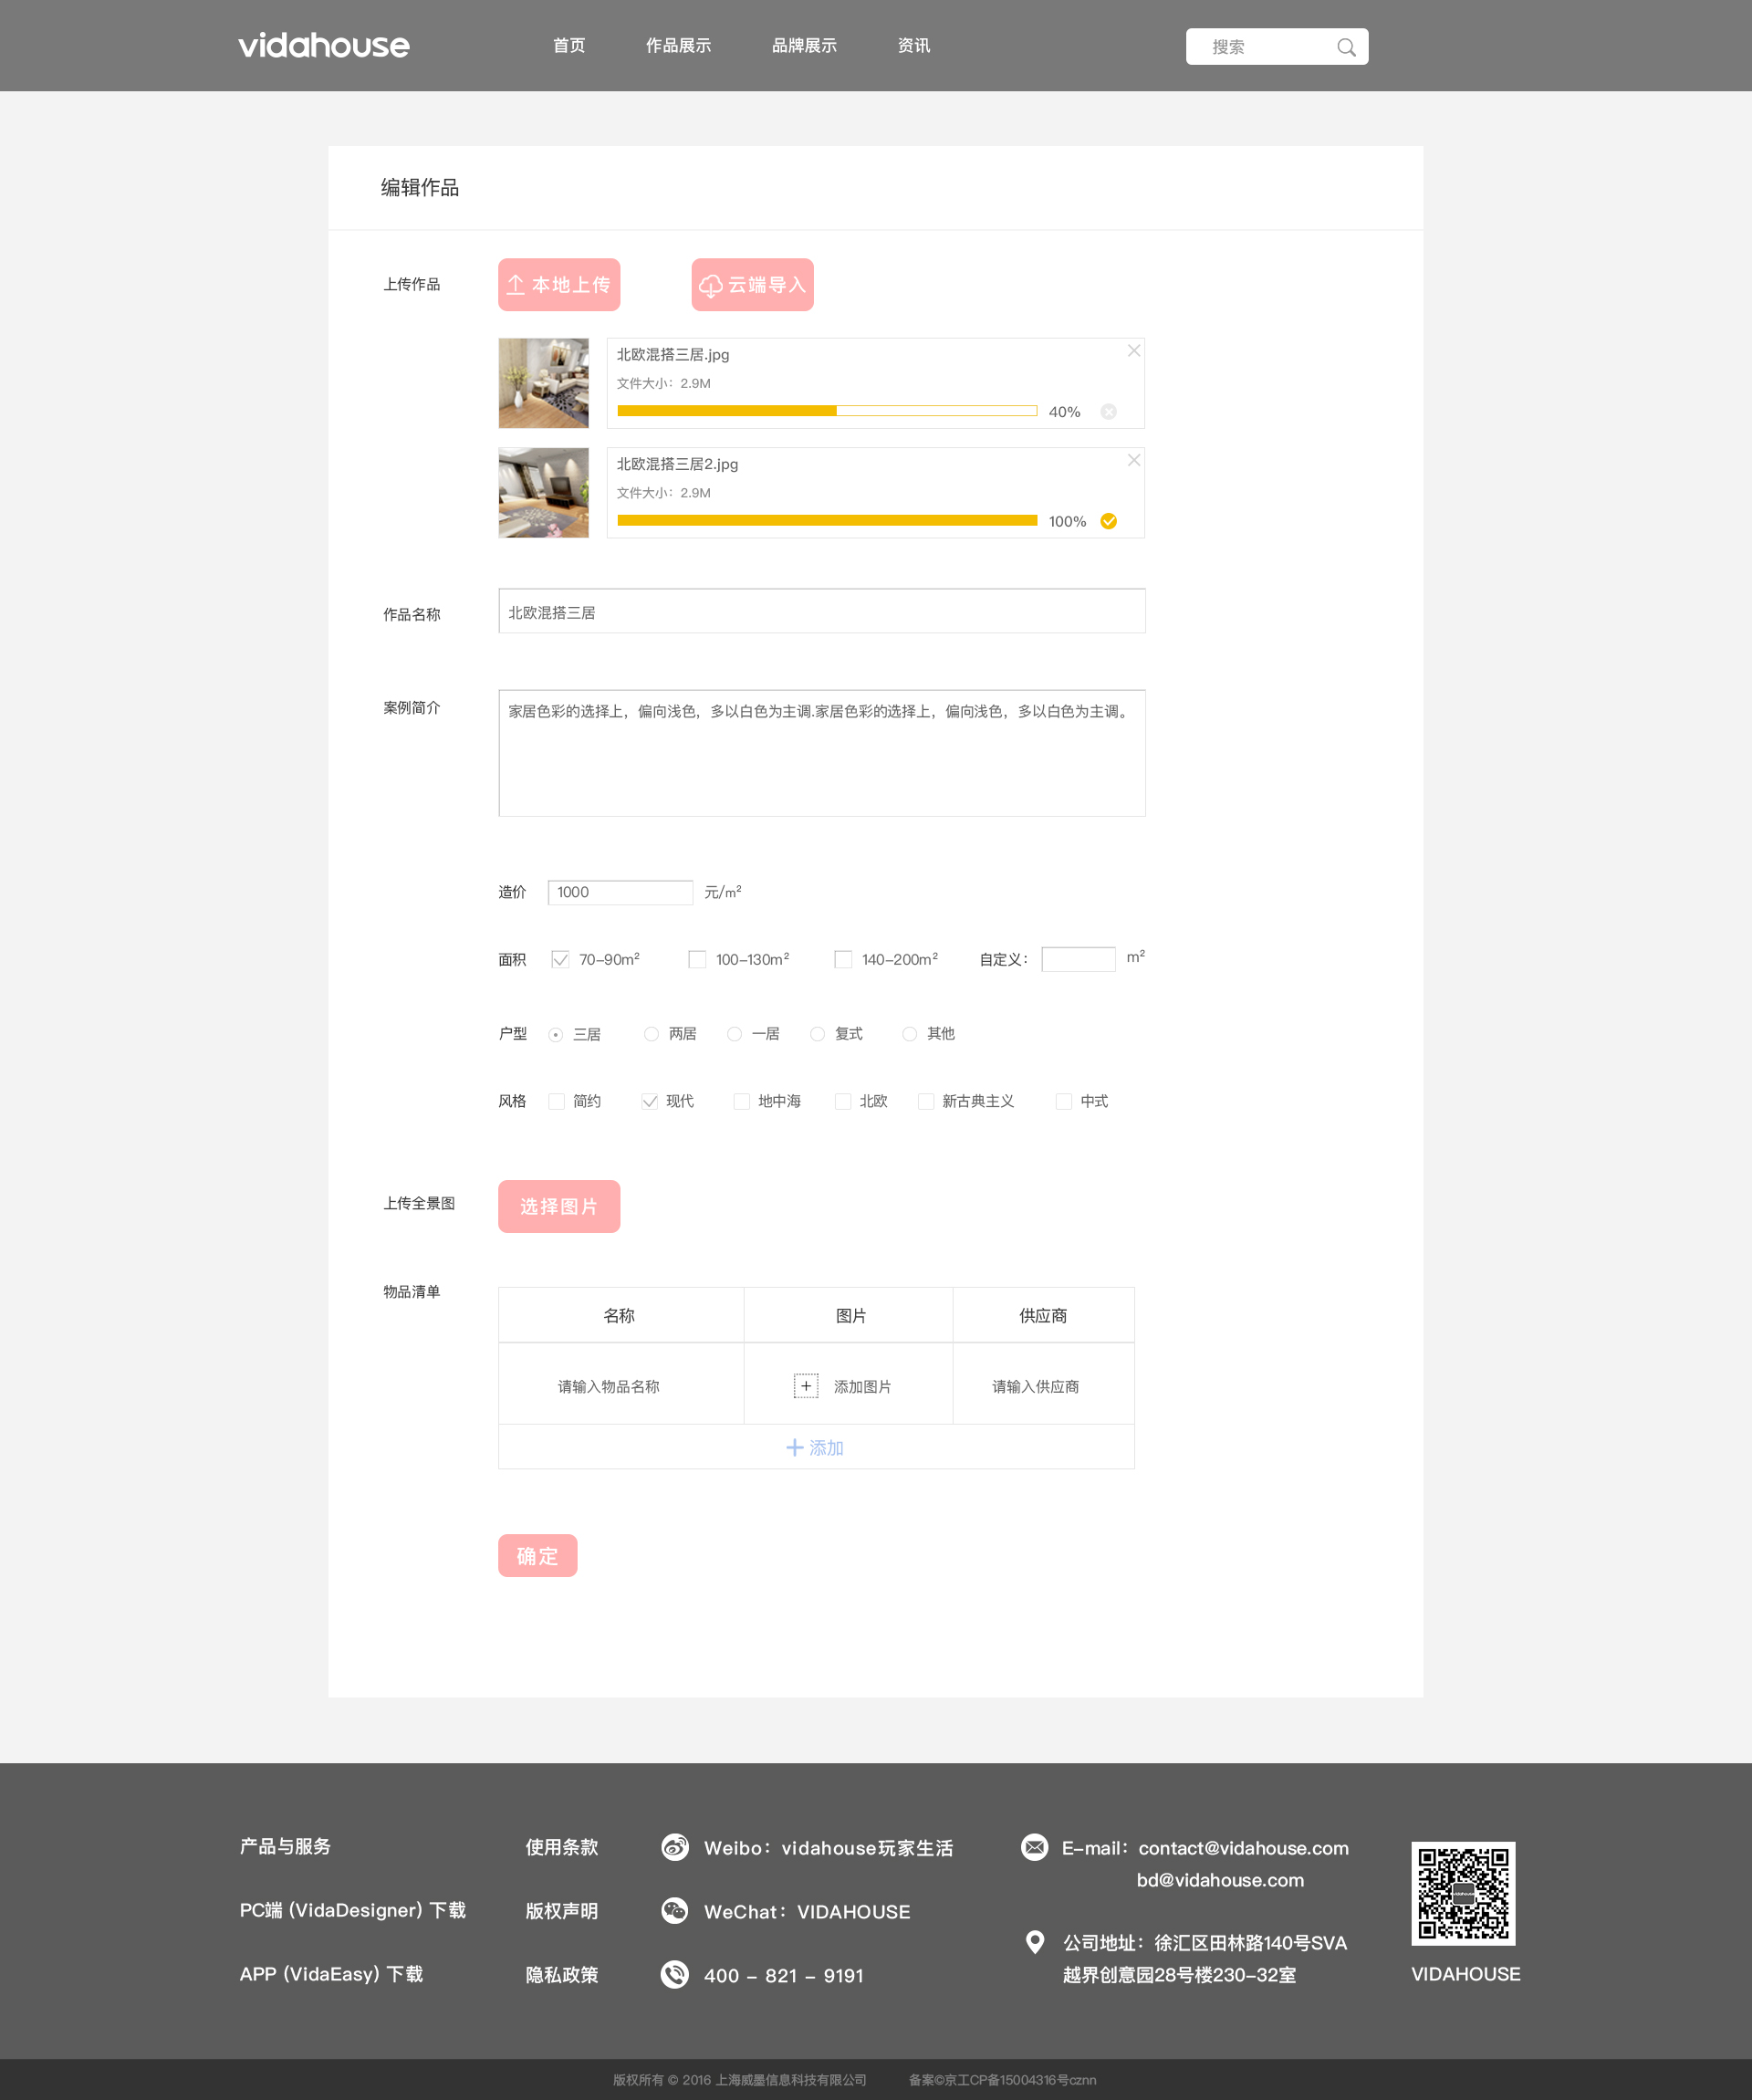 vidahouse 首页 作品展示 品牌展示 资讯 搜索
编辑作品
上传作品 本地上传 云端导入
北欧混搭三居.jpg
文件大小：2.9M
40%
北欧混搭三居2.jpg
文件大小：2.9M
100%
作品名称 北欧混搭三居
案例简介 家居色彩的选择上，偏向浅色，多以白色为主调.家居色彩的选择上，偏向浅色，多以白色为主调。
造价 1000 元/m²
面积 70-90m² 100-130m² 140-200m² 自定义： m²
户型 三居 两居 一居 复式 其他
风格 简约 现代 地中海 北欧 新古典主义 中式
上传全景图 选择图片
物品清单
名称 图片 供应商
请输入物品名称 + 添加图片 请输入供应商
+ 添加
确定
产品与服务 使用条款 Weibo：vidahouse玩家生活 E-mail：contact@vidahouse.com
bd@vidahouse.com
PC端 (VidaDesigner) 下载 版权声明 WeChat：VIDAHOUSE
公司地址：徐汇区田林路140号SVA
APP (VidaEasy) 下载 隐私政策 400 - 821 - 9191 越界创意园28号楼230-32室 VIDAHOUSE
版权所有 © 2016 上海威墨信息科技有限公司 备案©京工CP备15004316号cznn